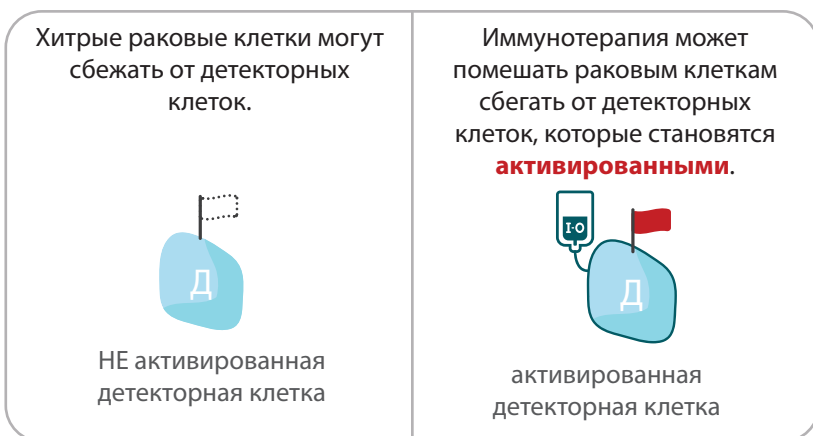 Хитрые раковые клетки могут
сбежать от детекторных
клеток.
Д
НЕ активированная
детекторная клетка
Иммунотерапия может
помешать раковым клеткам
сбегать от детекторных
клеток, которые становятся
активированными.
I-O
Д
активированная
детекторная клетка